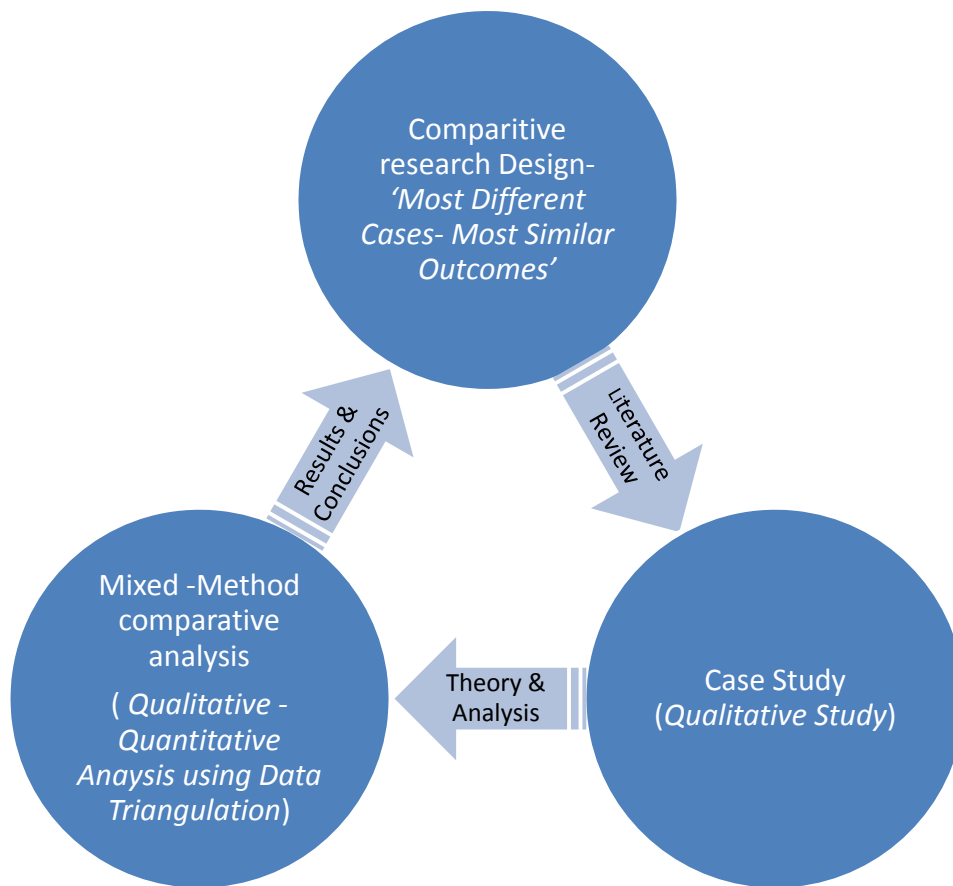 Comparitive
research Design-
‘Most Different
Cases- Most Similar
Outcomes’
Literature
Review
Case Study
(Qualitative Study)
Theory &
Analysis
Mixed -Method
comparative
analysis
( Qualitative -
Quantitative
Anaysis using Data
Triangulation)
Results &
Conclusions